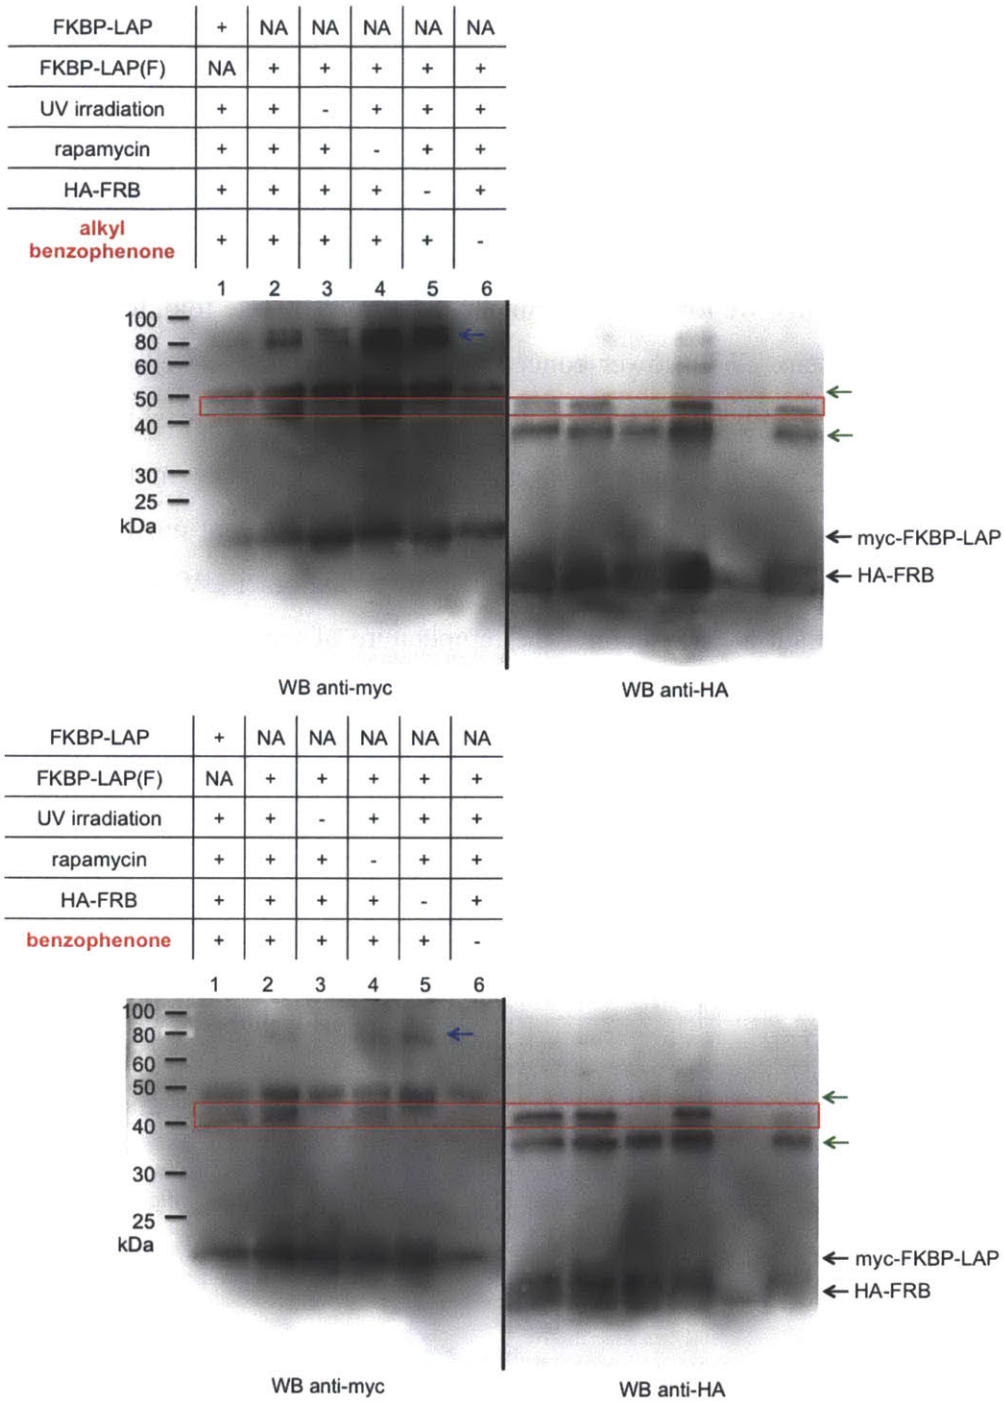 FKBP-LAP + NA NA NA NA NA
FKBP-LAP(F) NA + + + + +
UV irradiation + + - + + +
rapamycin + + + - + +
HA-FRB + + + + - +
alkyl
benzophenone + + + + + -
1 2 3 4 5 6
100
80
60
50
40
30
25
kDa
myc-FKBP-LAP
HA-FRB
WB anti-myc WB anti-HA
FKBP-LAP + NA NA NA NA NA
FKBP-LAP(F) NA + + + + +
UV irradiation + + - + + +
rapamycin + + + - + +
HA-FRB + + + + - +
benzophenone + + + + + -
1 2 3 4 5 6
100
80
60
50
40
30
25
kDa
myc-FKBP-LAP
HA-FRB
WB anti-myc WB anti-HA